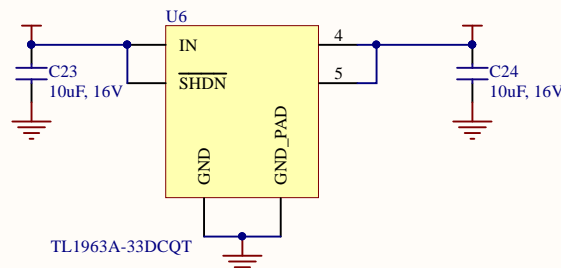 U6
IN
4
SHDN
5
C23
10uF, 16V
C24
10uF, 16V
GND
GND_PAD
TL1963A-33DCQT